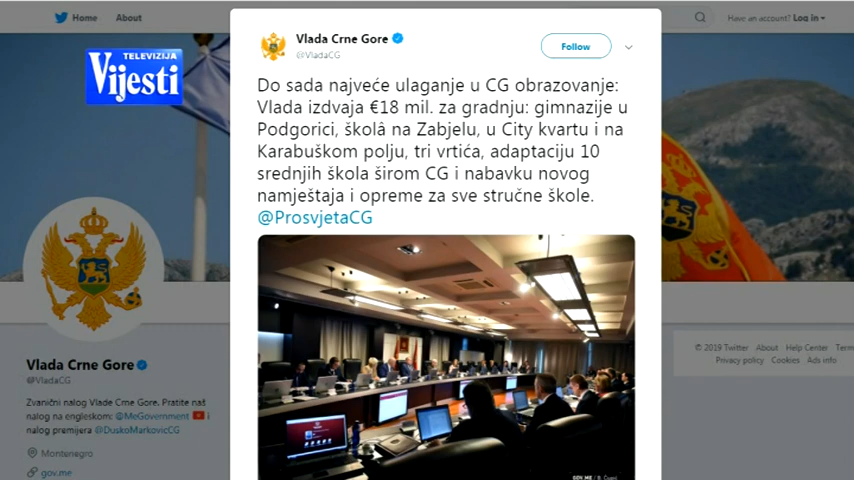 Home
About
Have an account? Log in
TELEVIZIJA
Vijesti
Vlada Crne Gore
@VladaCG
Follow
Do sada najveće ulaganje u CG obrazovanje:
Vlada izdvaja €18 mil. za gradnju: gimnazije u
Podgorici, školâ na Zabjelu, u City kvartu i na
Karabuškom polju, tri vrtića, adaptaciju 10
srednjih škola širom CG i nabavku novog
namještaja i opreme za sve stručne škole.
@ProsvjetaCG
GOV.ME / B. Ćupić
Vlada Crne Gore
@VladaCG
Zvanični nalog Vlade Crne Gore. Pratite naš
nalog na engleskom: @MeGovernment i
nalog premijera @DuskoMarkovicCG
Montenegro
gov.me
© 2019 Twitter About Help Center Term
Privacy policy Cookies Ads info